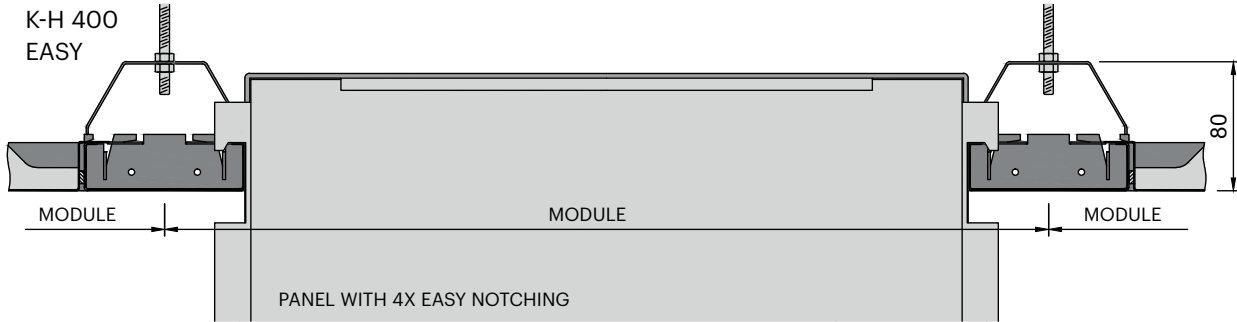 K-H 400
EASY
80
MODULE
MODULE
MODULE
PANEL WITH 4X EASY NOTCHING